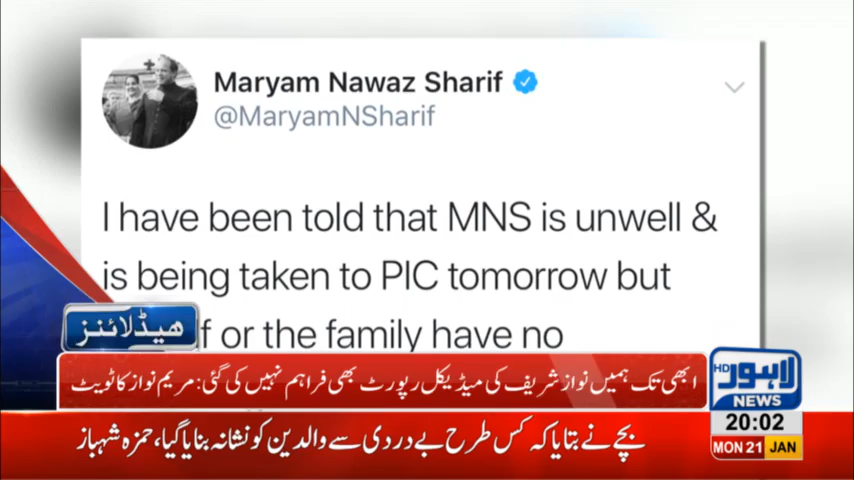 Maryam Nawaz Sharif
@MaryamNSharif
I have been told that MNS is unwell &
is being taken to PIC tomorrow but
f or the family have no
ہیڈلائنز
ابھی تک ہمیں نواز شریف کی میڈیکل رپورٹ بھی فراہم نہیں کی گئی: مریم نواز کا ٹویٹ
بچے نے بتایا کہ کس طرح بے دردی سے والدین کو نشانہ بنایا گیا، حمزہ شہباز
HD لاہور
NEWS
20:02
MON 21 JAN